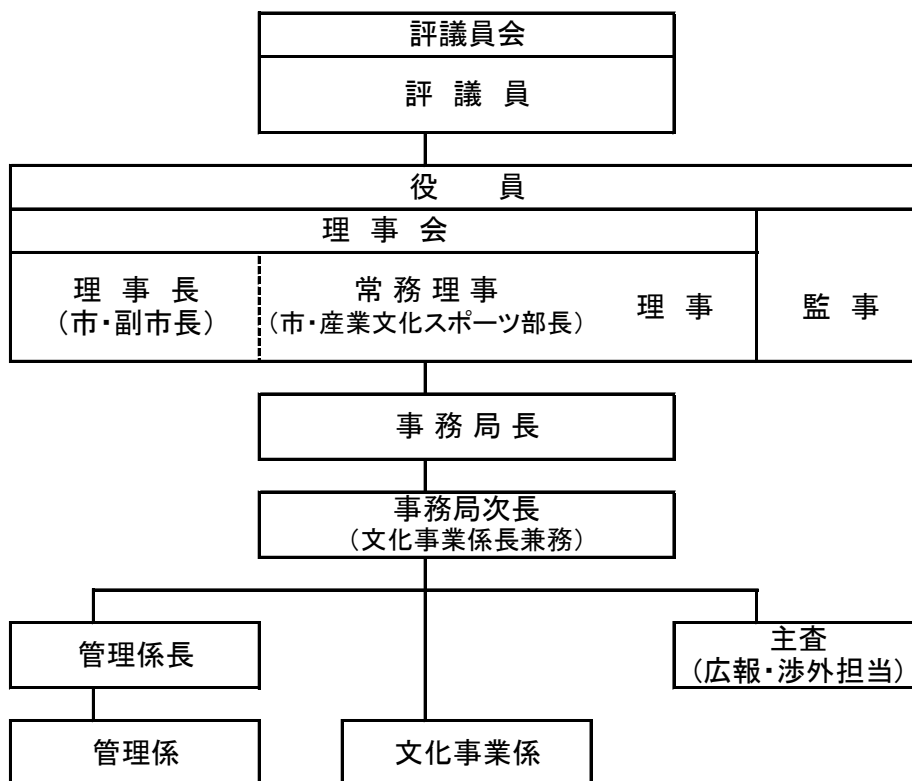 評議員会
評議員
役員
理事会
理事長
(市・副市長)
常務理事
(市・産業文化スポーツ部長)
理事
監事
事務局長
事務局次長
(文化事業係長兼務)
管理係長
主査
(広報・渉外担当)
管理係
文化事業係